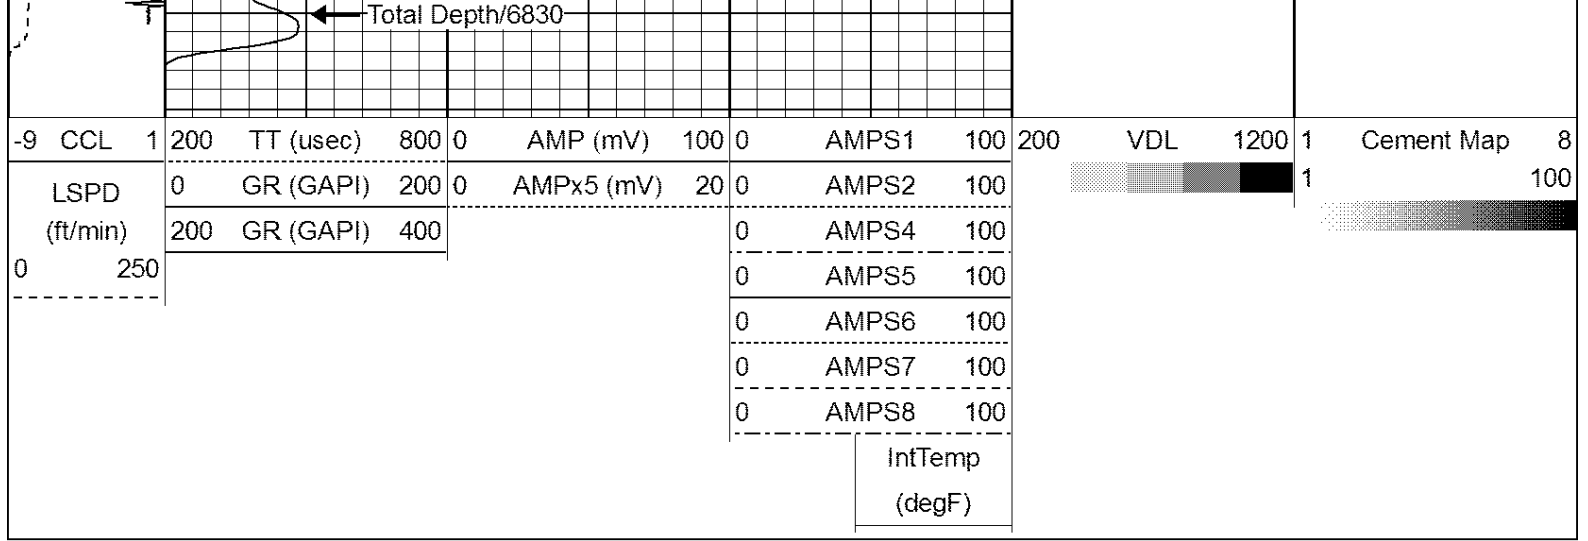 Total Depth/6830
-9 CCL 1 200 TT (usec) 800 0 AMP (mV) 100 0 AMPS1 100 200 VDL 1200 1 Cement Map 8
LSPD 0 GR (GAPI) 200 0 AMPx5 (mV) 20 0 AMPS2 100 1 100
(ft/min) 200 GR (GAPI) 400 0 AMPS4 100
0 250 0 AMPS5 100
0 AMPS6 100
0 AMPS7 100
0 AMPS8 100
IntTemp
(degF)